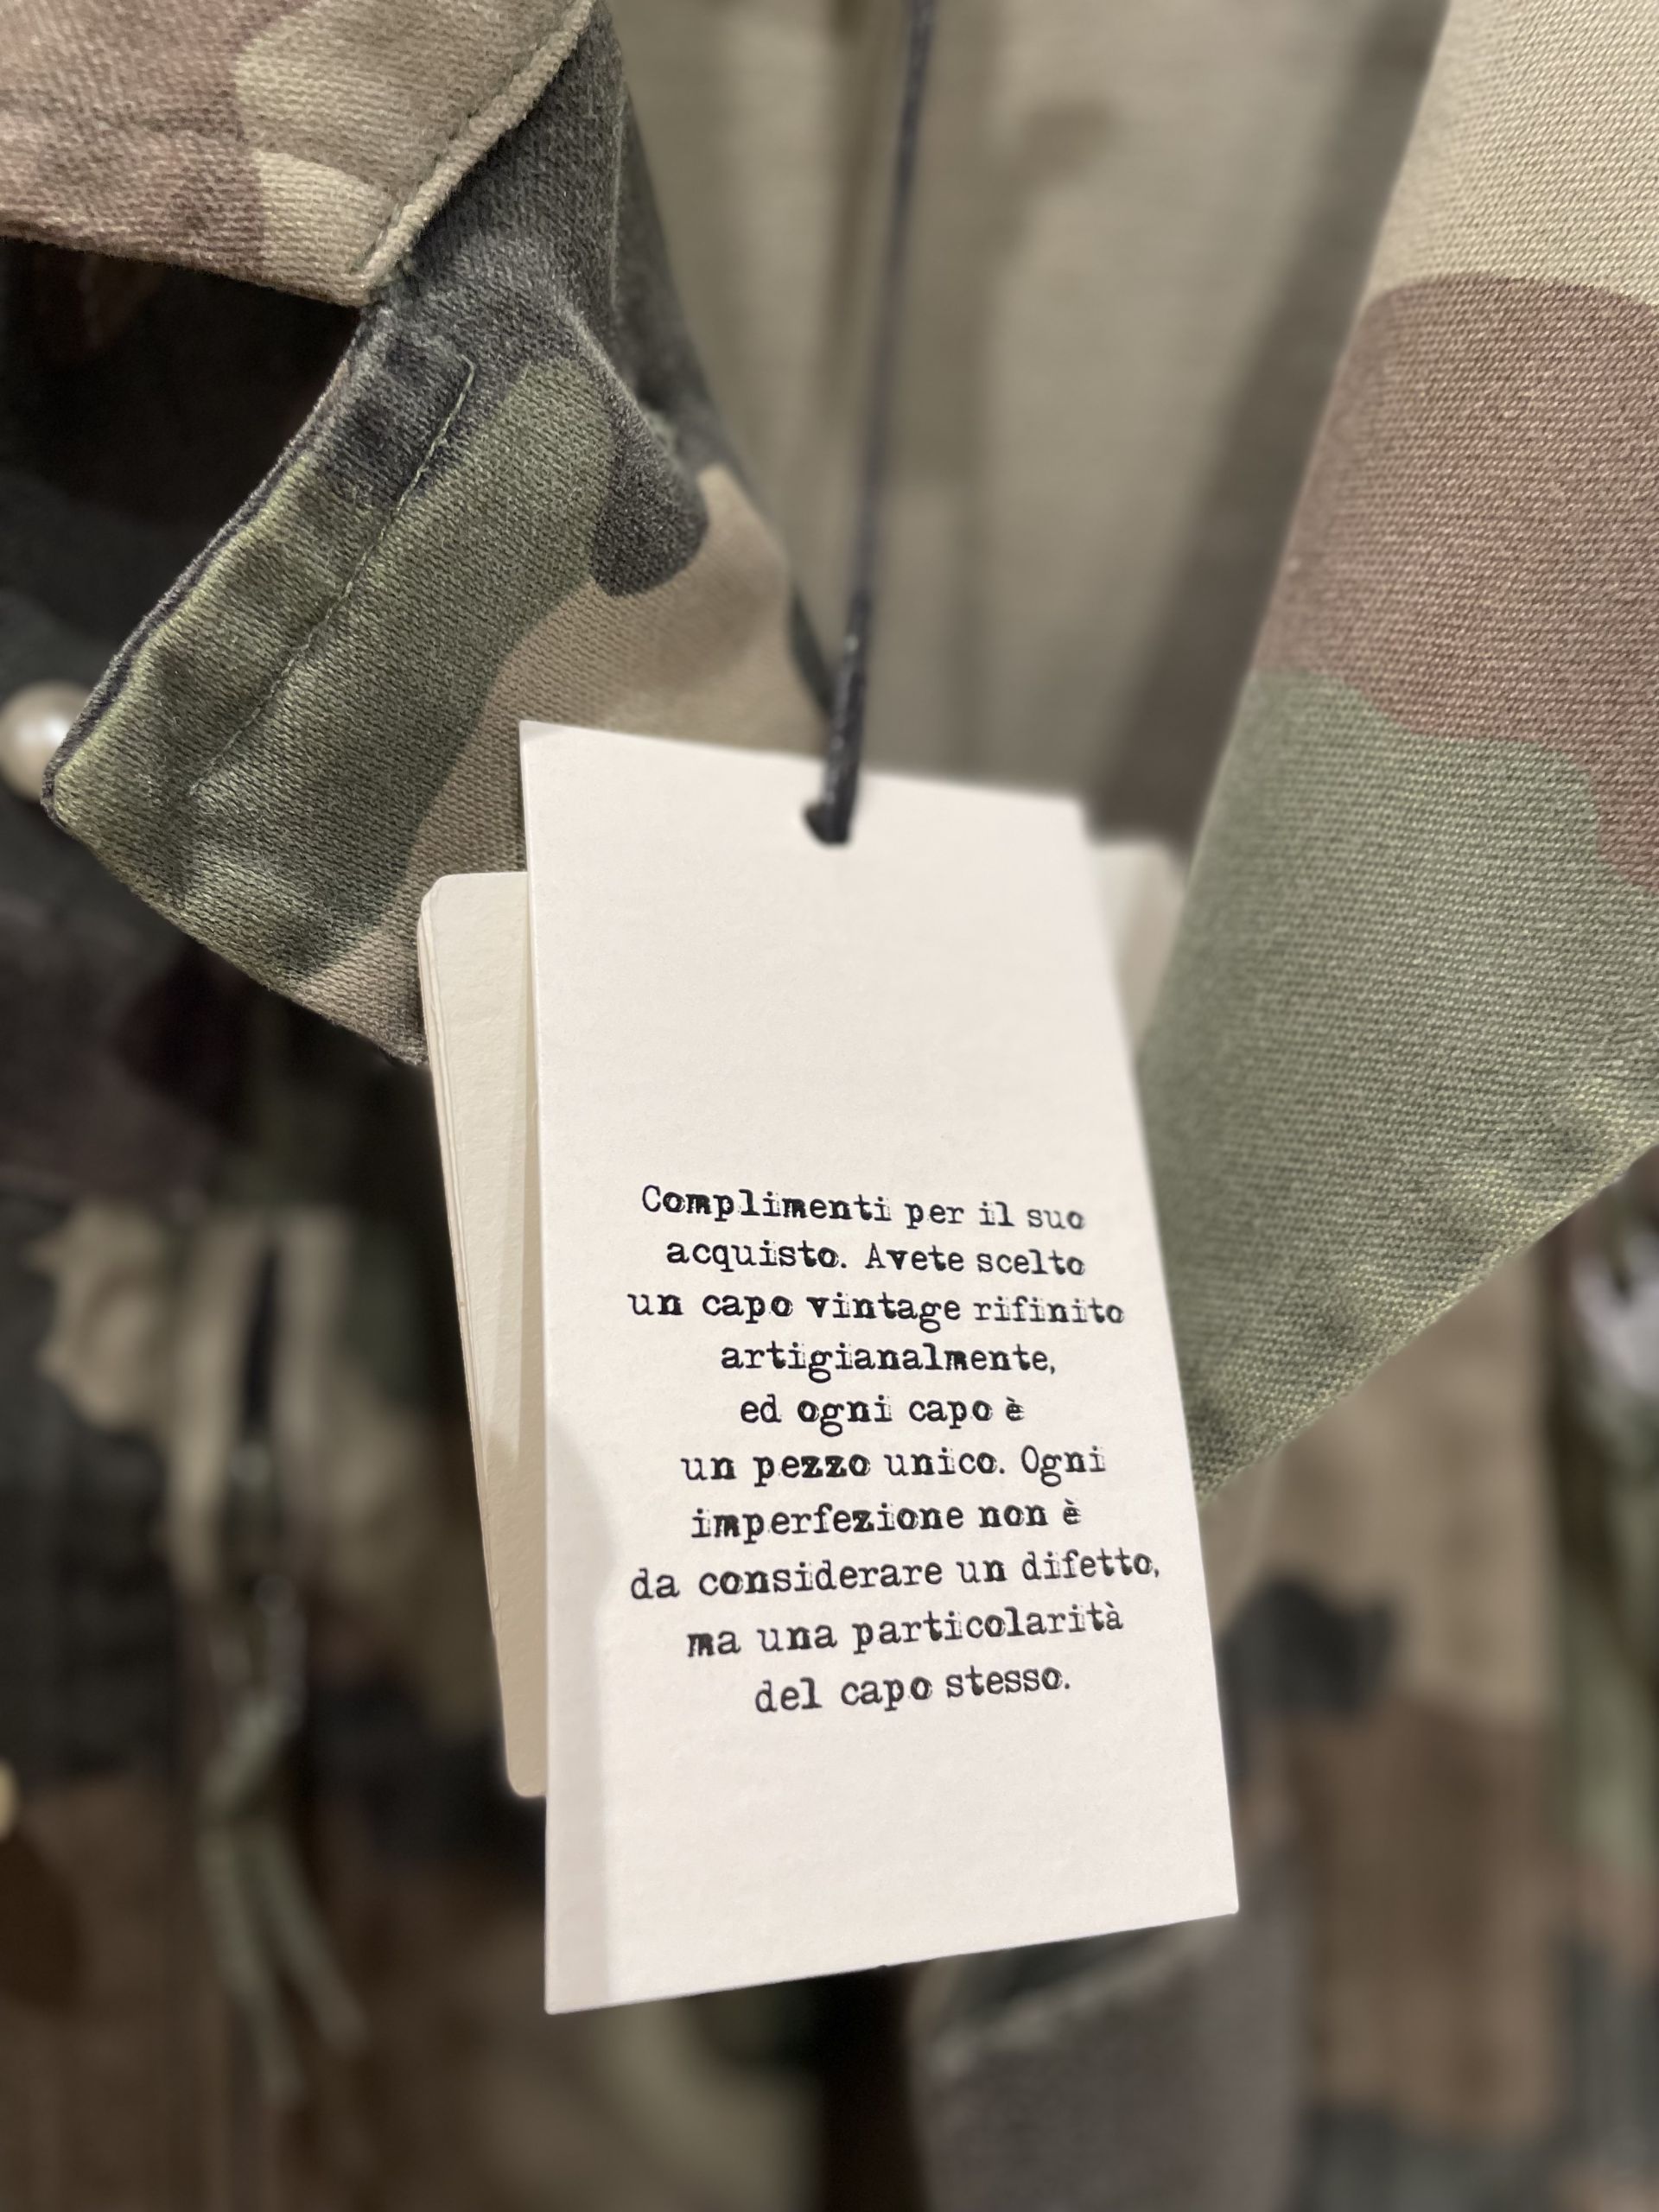 Complimenti per il suo
acquisto. Avete scelto
un capo vintage rifinito
artigianalmente,
ed ogni capo è
un pezzo unico. Ogni
imperfezione non è
da considerare un difetto,
ma una particolarità
del capo stesso.